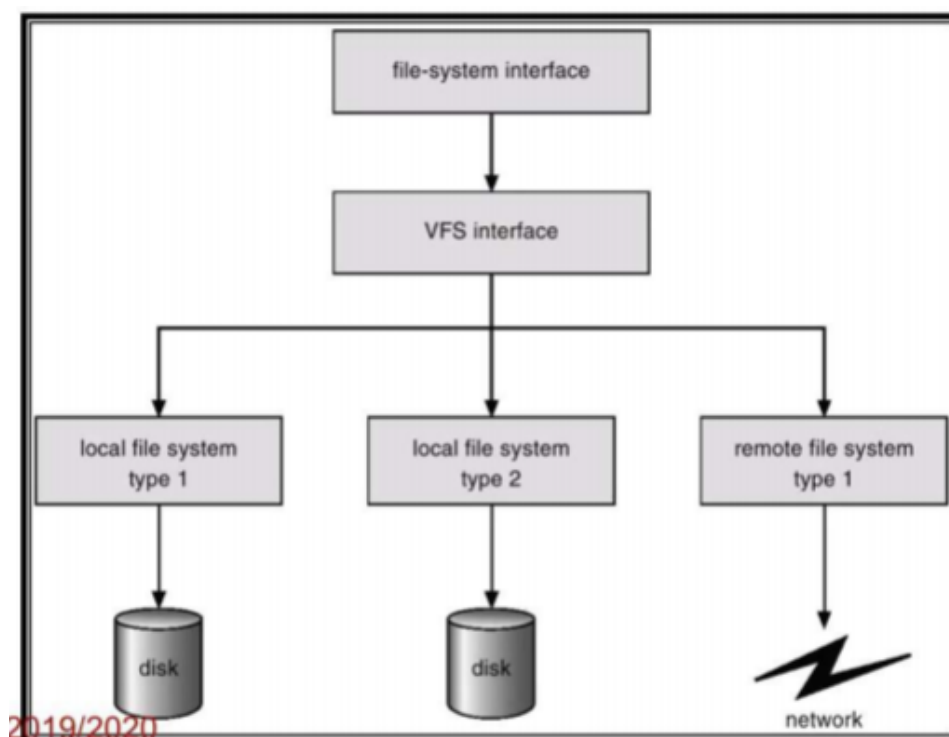 file-system interface
VFS interface
local file system
type 1
local file system
type 2
remote file system
type 1
disk
disk
network
2019/2020